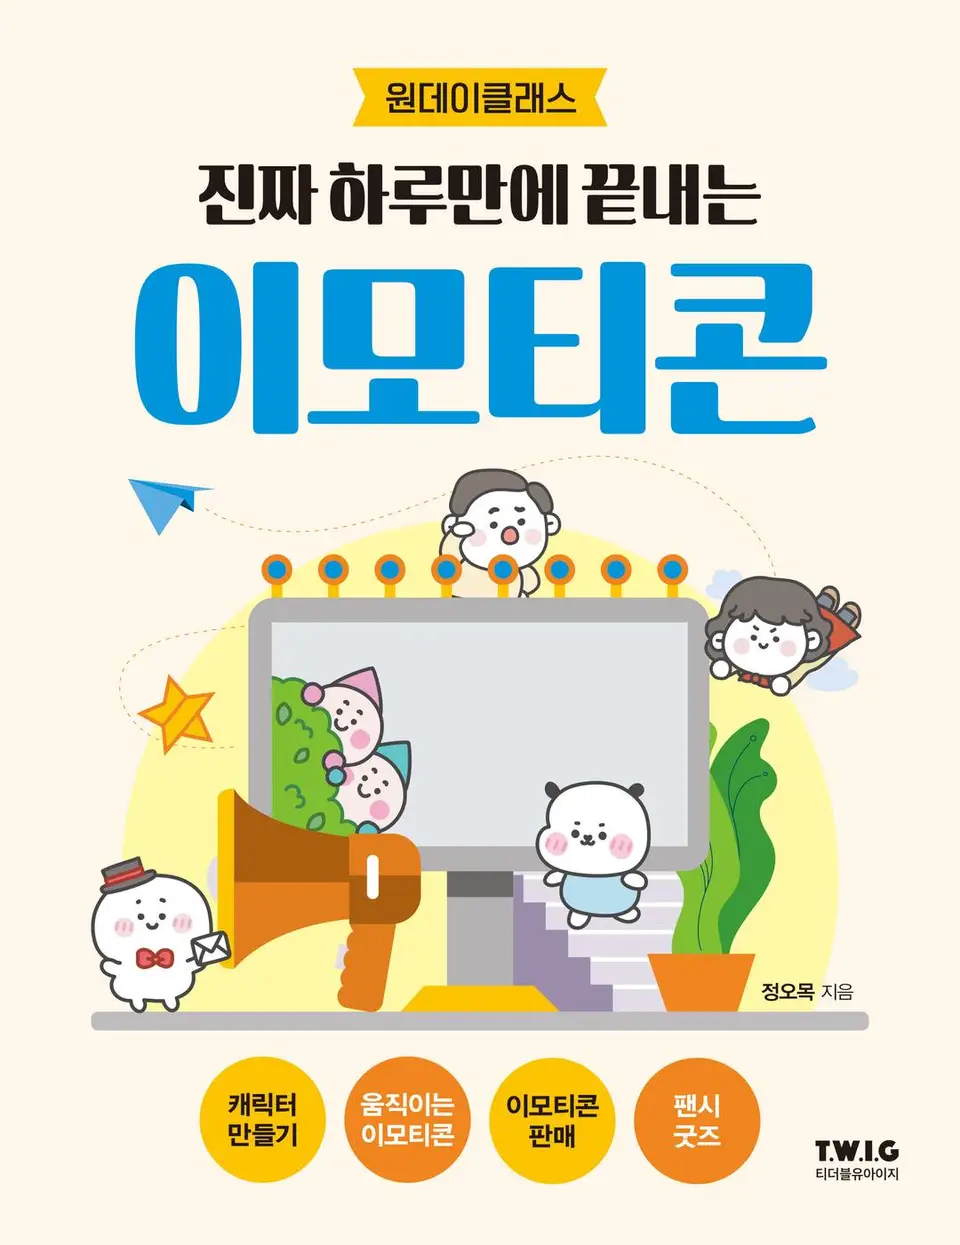 원데이클래스
진짜 하루만에 끝내는
이모티콘
정오목 지음
캐릭터
만들기
움직이는
이모티콘
이모티콘
판매
팬시
굿즈
T.W.I.G
티더블유아이지